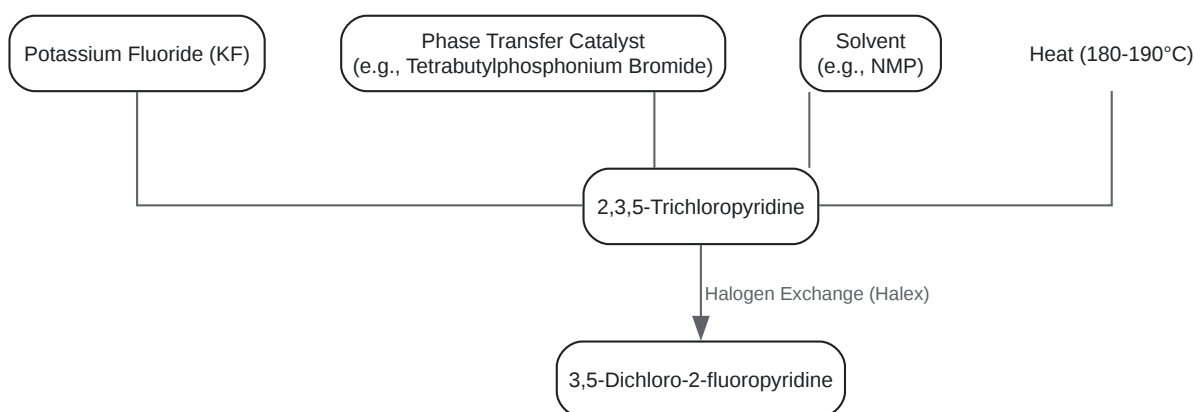 Potassium Fluoride (KF)
Phase Transfer Catalyst
(e.g., Tetrabutylphosphonium Bromide)
Solvent
(e.g., NMP)
Heat (180-190°C)
2,3,5-Trichloropyridine
Halogen Exchange (Halex)
3,5-Dichloro-2-fluoropyridine